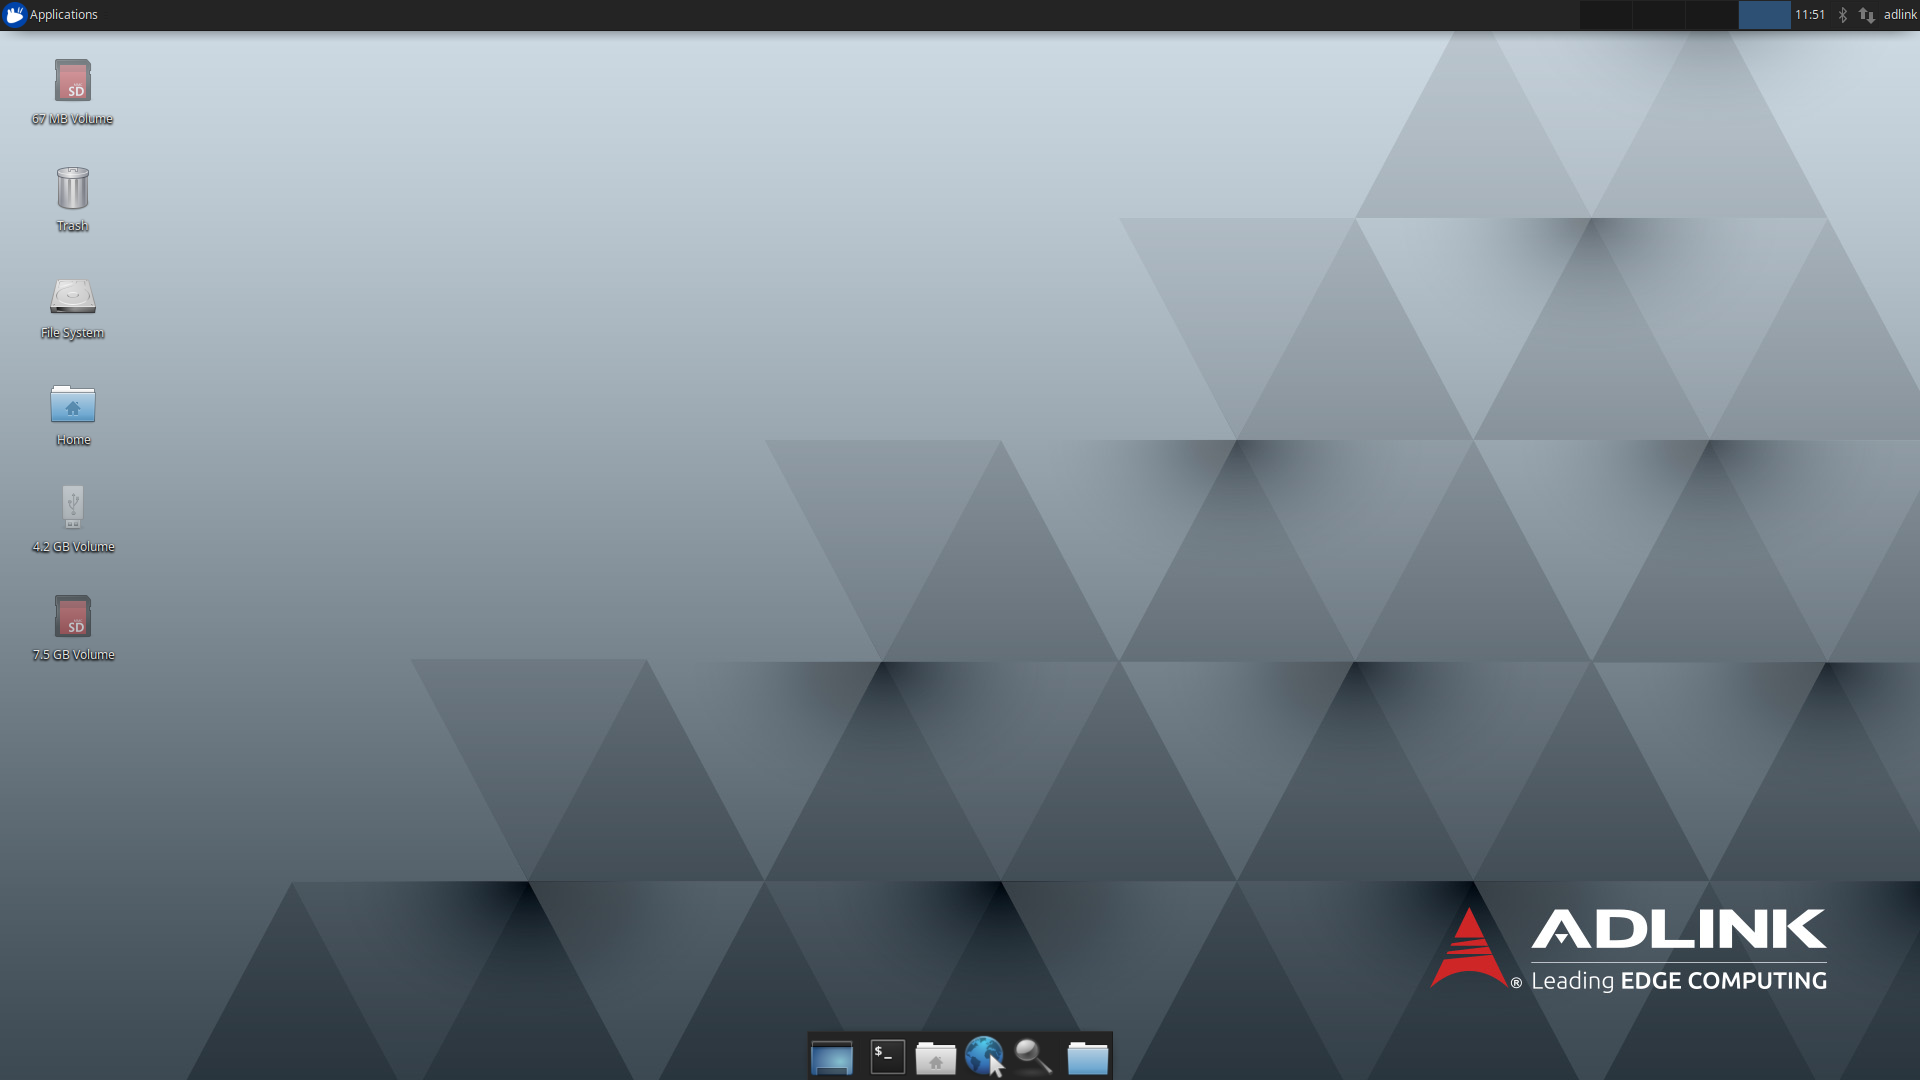 Applications
11:51
adlink
67 MB Volume
Trash
File System
Home
4.2 GB Volume
7.5 GB Volume
SD
SD
$_
ADLINK
® Leading EDGE COMPUTING